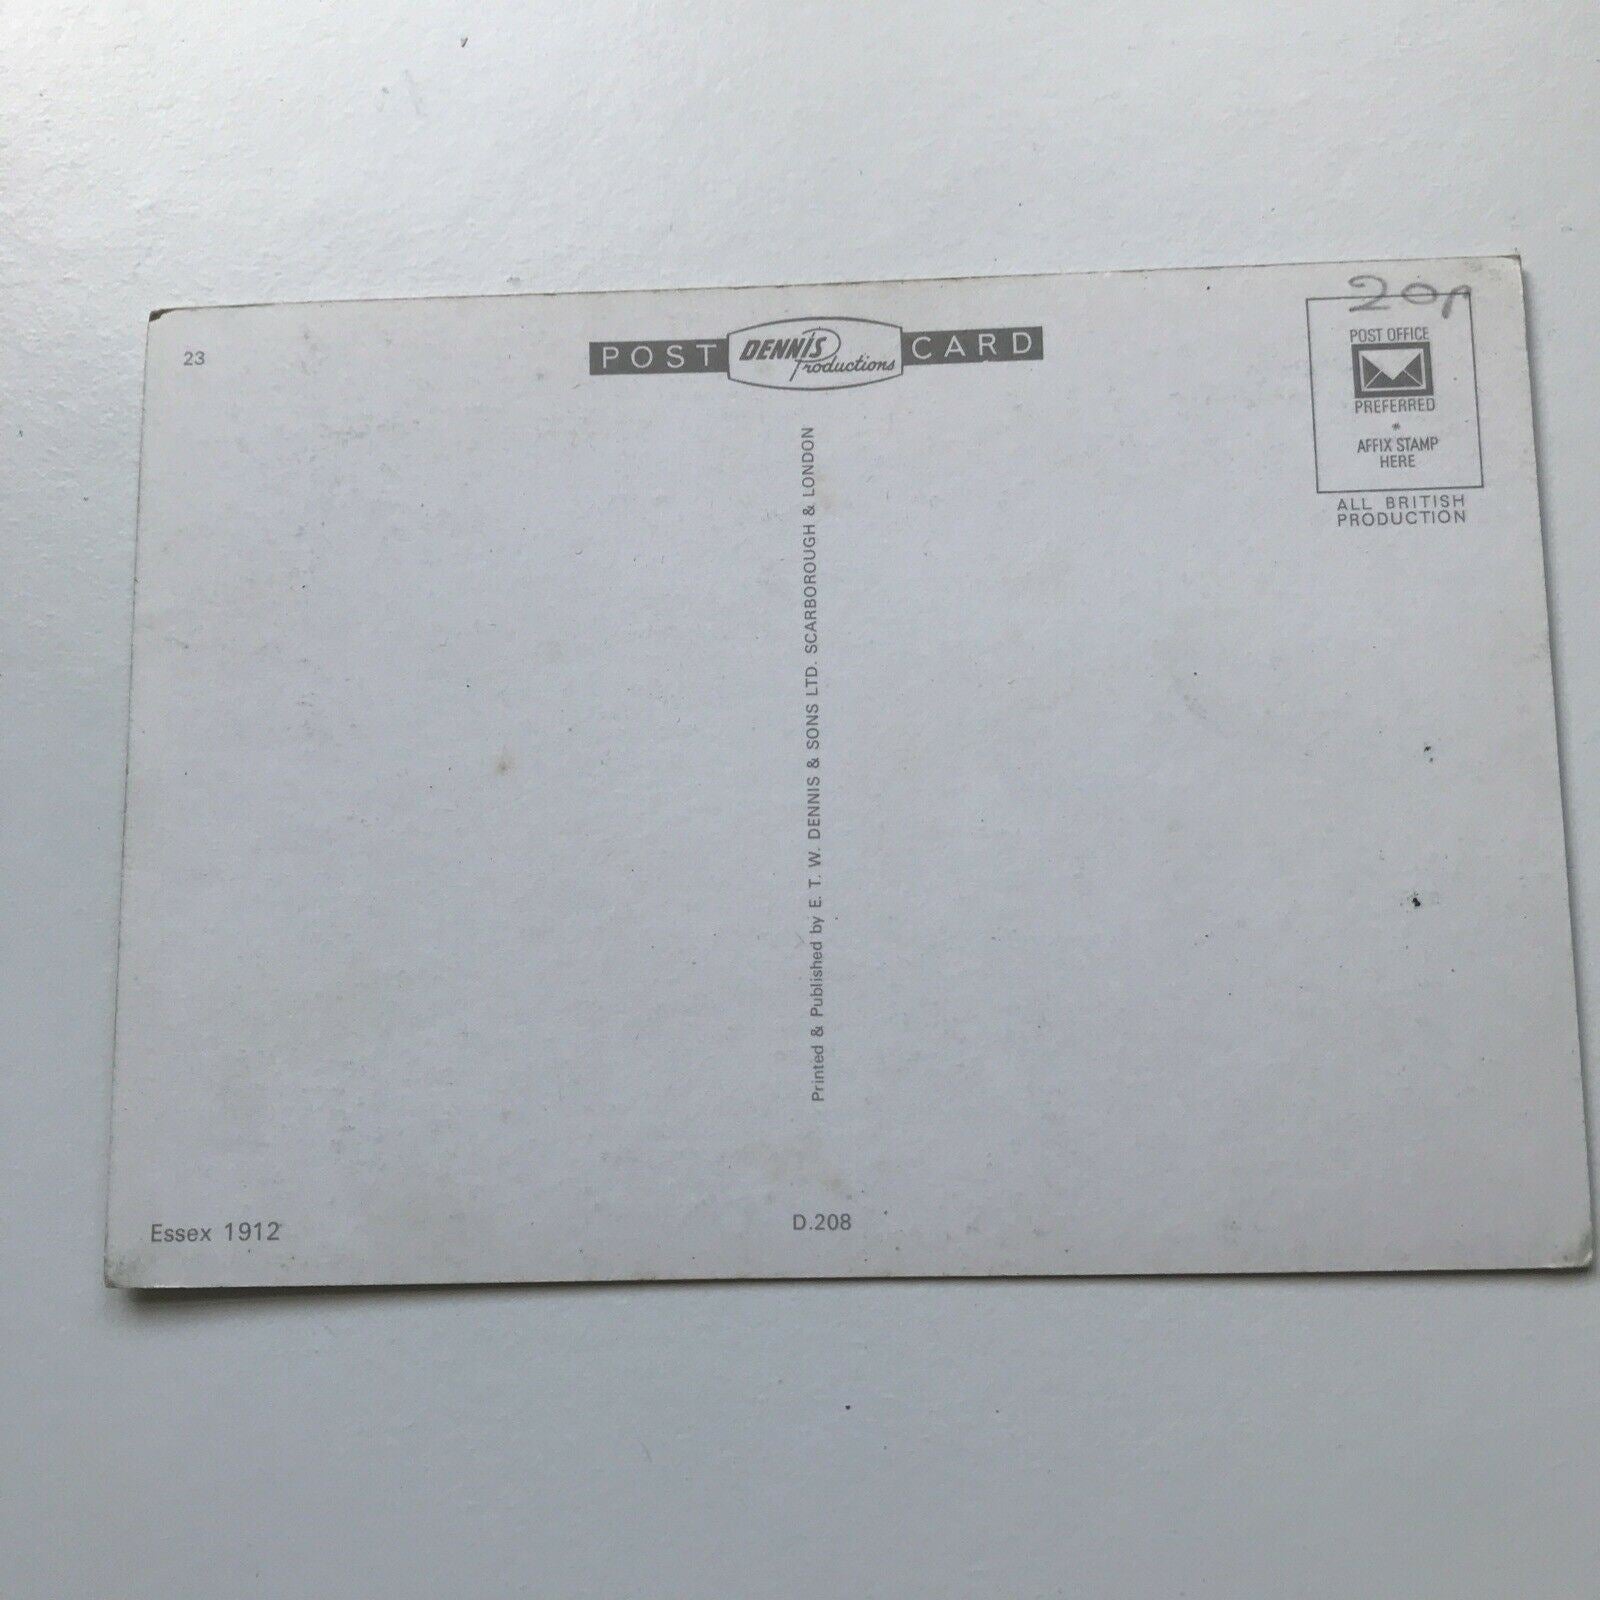 23
POST DENNIS Productions CARD
20p
POST OFFICE
PREFERRED
*
AFFIX STAMP
HERE
ALL BRITISH
PRODUCTION
Printed & Published by E. T. W. DENNIS & SONS LTD. SCARBOROUGH & LONDON
Essex 1912
D.208